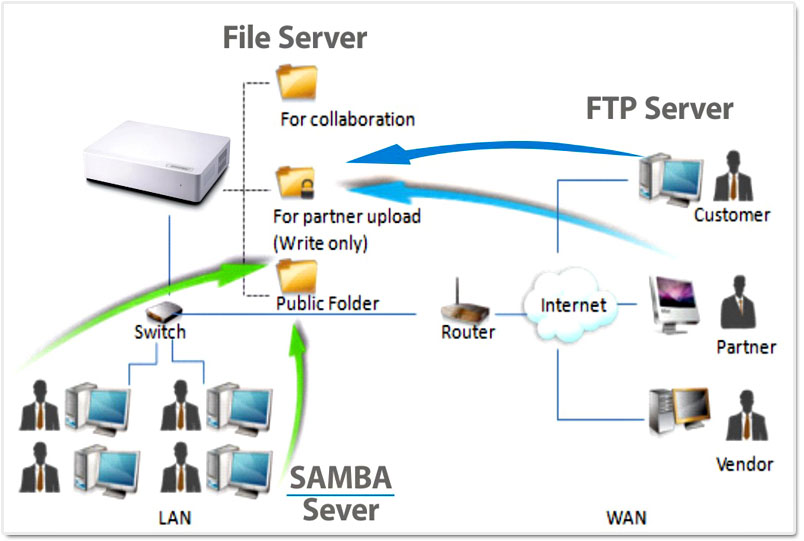 File Server
For collaboration
FTP Server
For partner upload
(Write only)
Customer
Public Folder
Switch
Router
Internet
Partner
Vendor
SAMBA
Sever
LAN
WAN